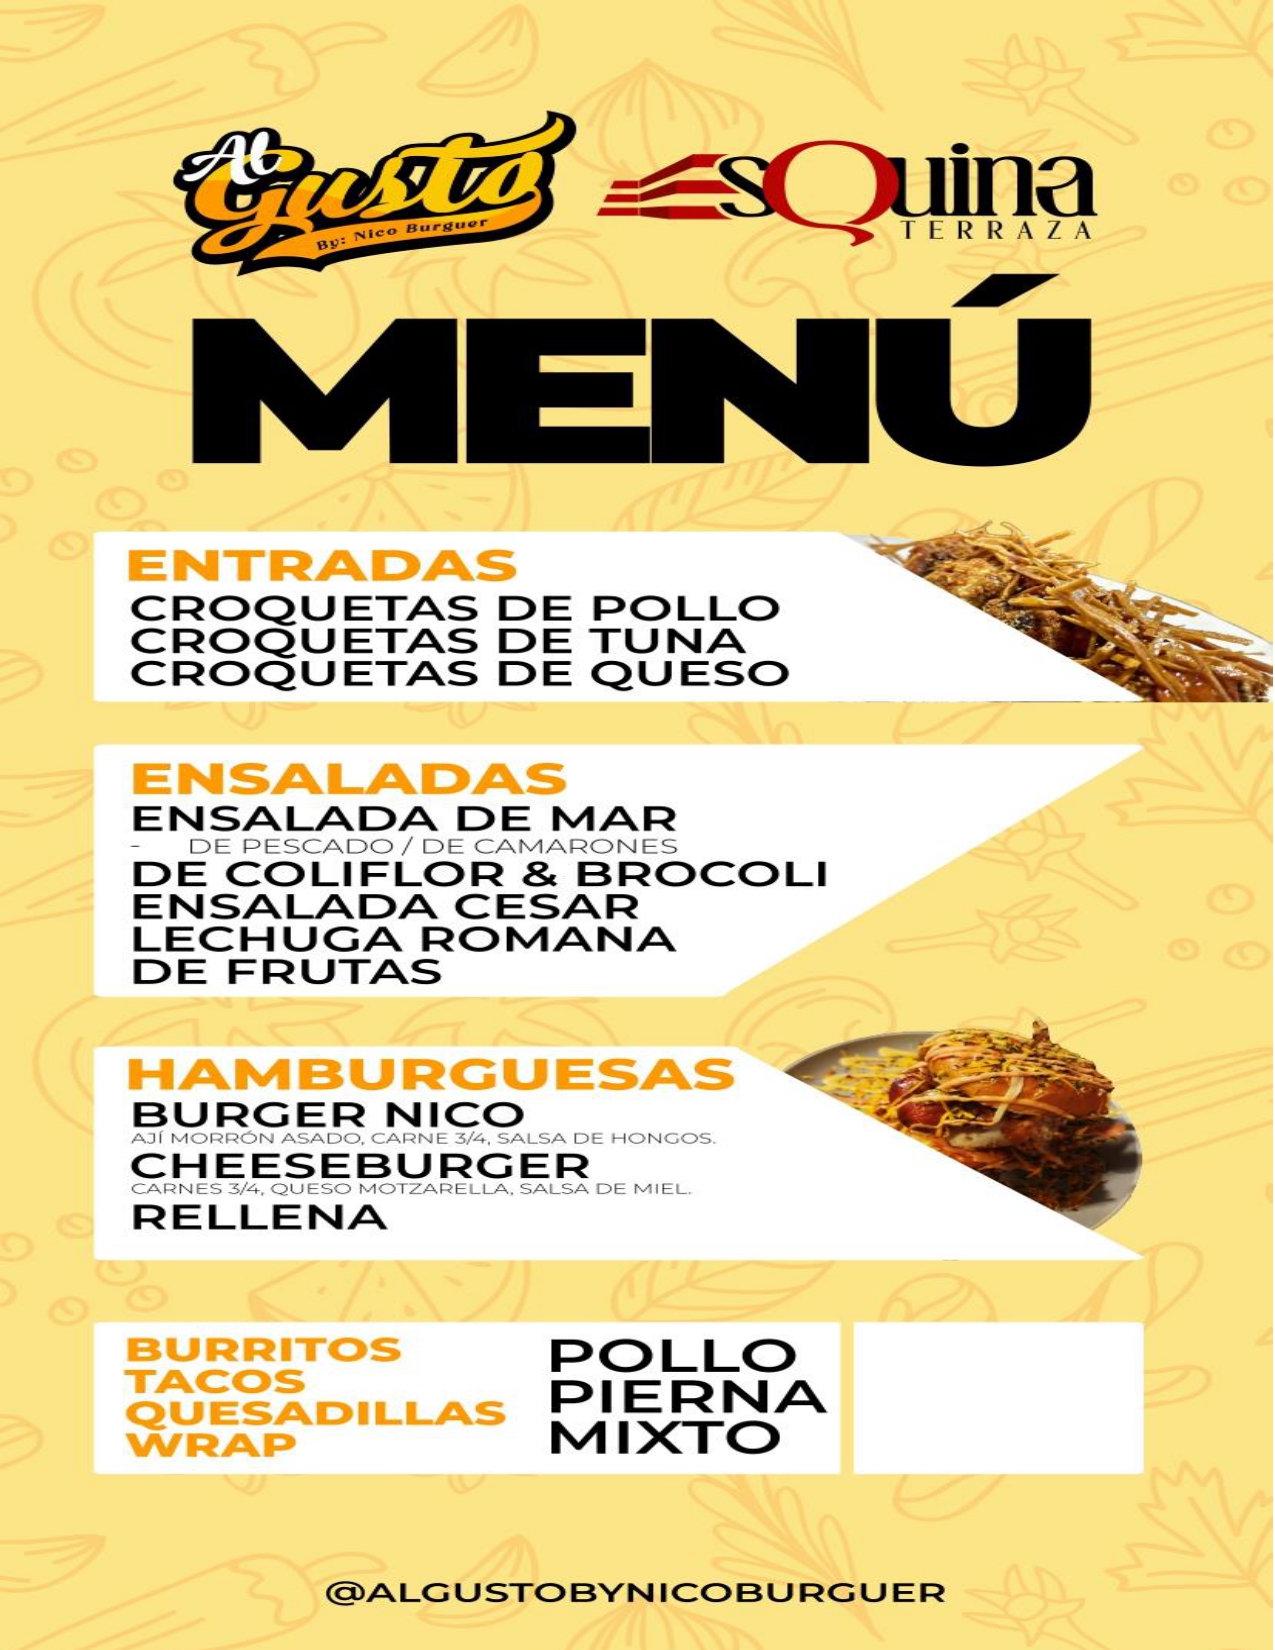 Al
Gusto
By: Nico Burguer
EsQuina
TERRAZA
MENÚ
ENTRADAS
CROQUETAS DE POLLO
CROQUETAS DE TUNA
CROQUETAS DE QUESO
ENSALADAS
ENSALADA DE MAR
- DE PESCADO / DE CAMARONES
DE COLIFLOR & BROCOLI
ENSALADA CESAR
LECHUGA ROMANA
DE FRUTAS
HAMBURGUESAS
BURGER NICO
AJÍ MORRÓN ASADO, CARNE 3/4, SALSA DE HONGOS.
CHEESEBURGER
CARNES 3/4, QUESO MOTZARELLA, SALSA DE MIEL.
RELLENA
BURRITOS
TACOS
QUESADILLAS
WRAP
POLLO
PIERNA
MIXTO
@ALGUSTOBYNICOBURGUER